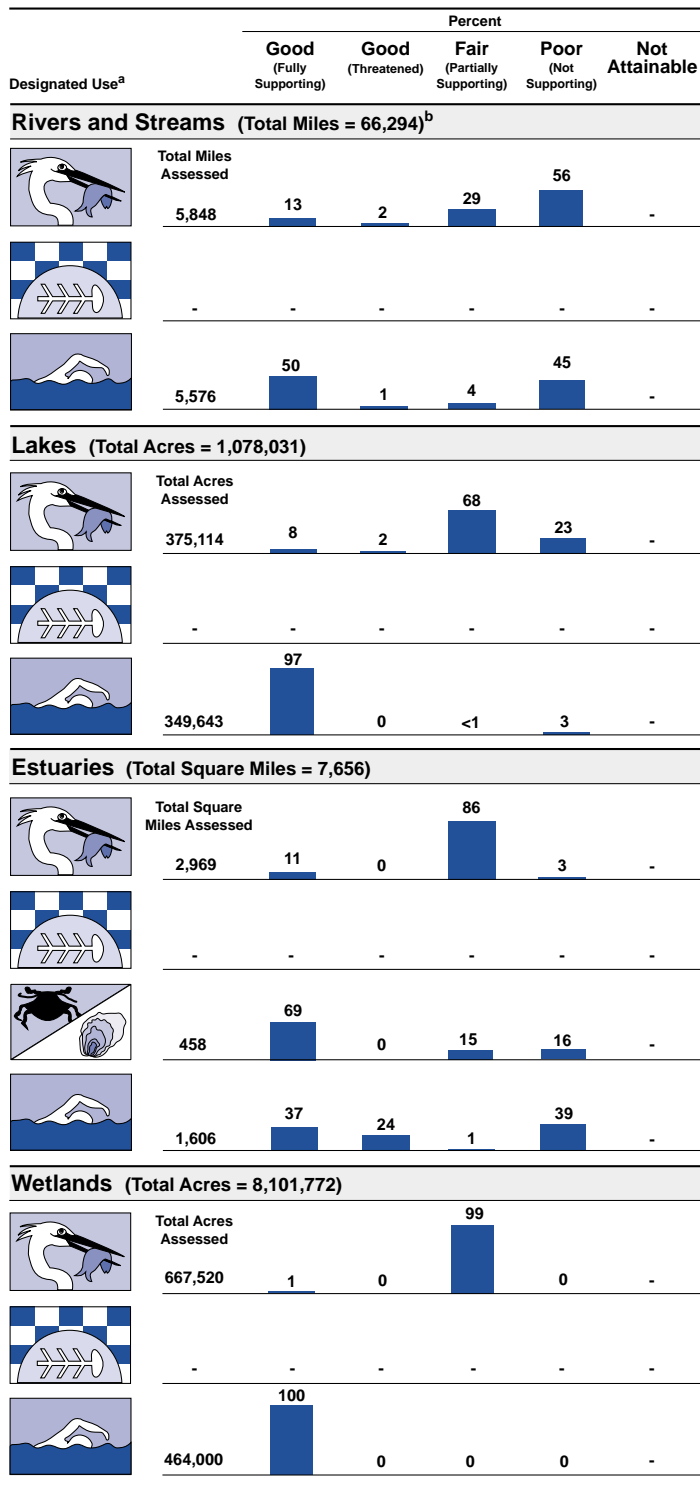 Percent
Good Good Fair Poor Not
(Fully (Threatened) (Partially (Not Attainable
Designated Useᵃ Supporting) Supporting) Supporting)
Rivers and Streams (Total Miles = 66,294)ᵇ
Total Miles
Assessed
56
13 2 29
5,848 -
- - - - - -
50 45
1 4
5,576 -
Lakes (Total Acres = 1,078,031)
Total Acres
Assessed
68
8 2 23
375,114 -
- - - - - -
97
349,643 0 <1 3 -
Estuaries (Total Square Miles = 7,656)
Total Square
Miles Assessed
86
11 3
2,969 0 -
- - - - - -
69
15 16
458 0 -
37 24 39
1,606 1 -
Wetlands (Total Acres = 8,101,772)
Total Acres
Assessed
99
667,520 1 0 0 -
- - - - - -
100
464,000 0 0 0 -